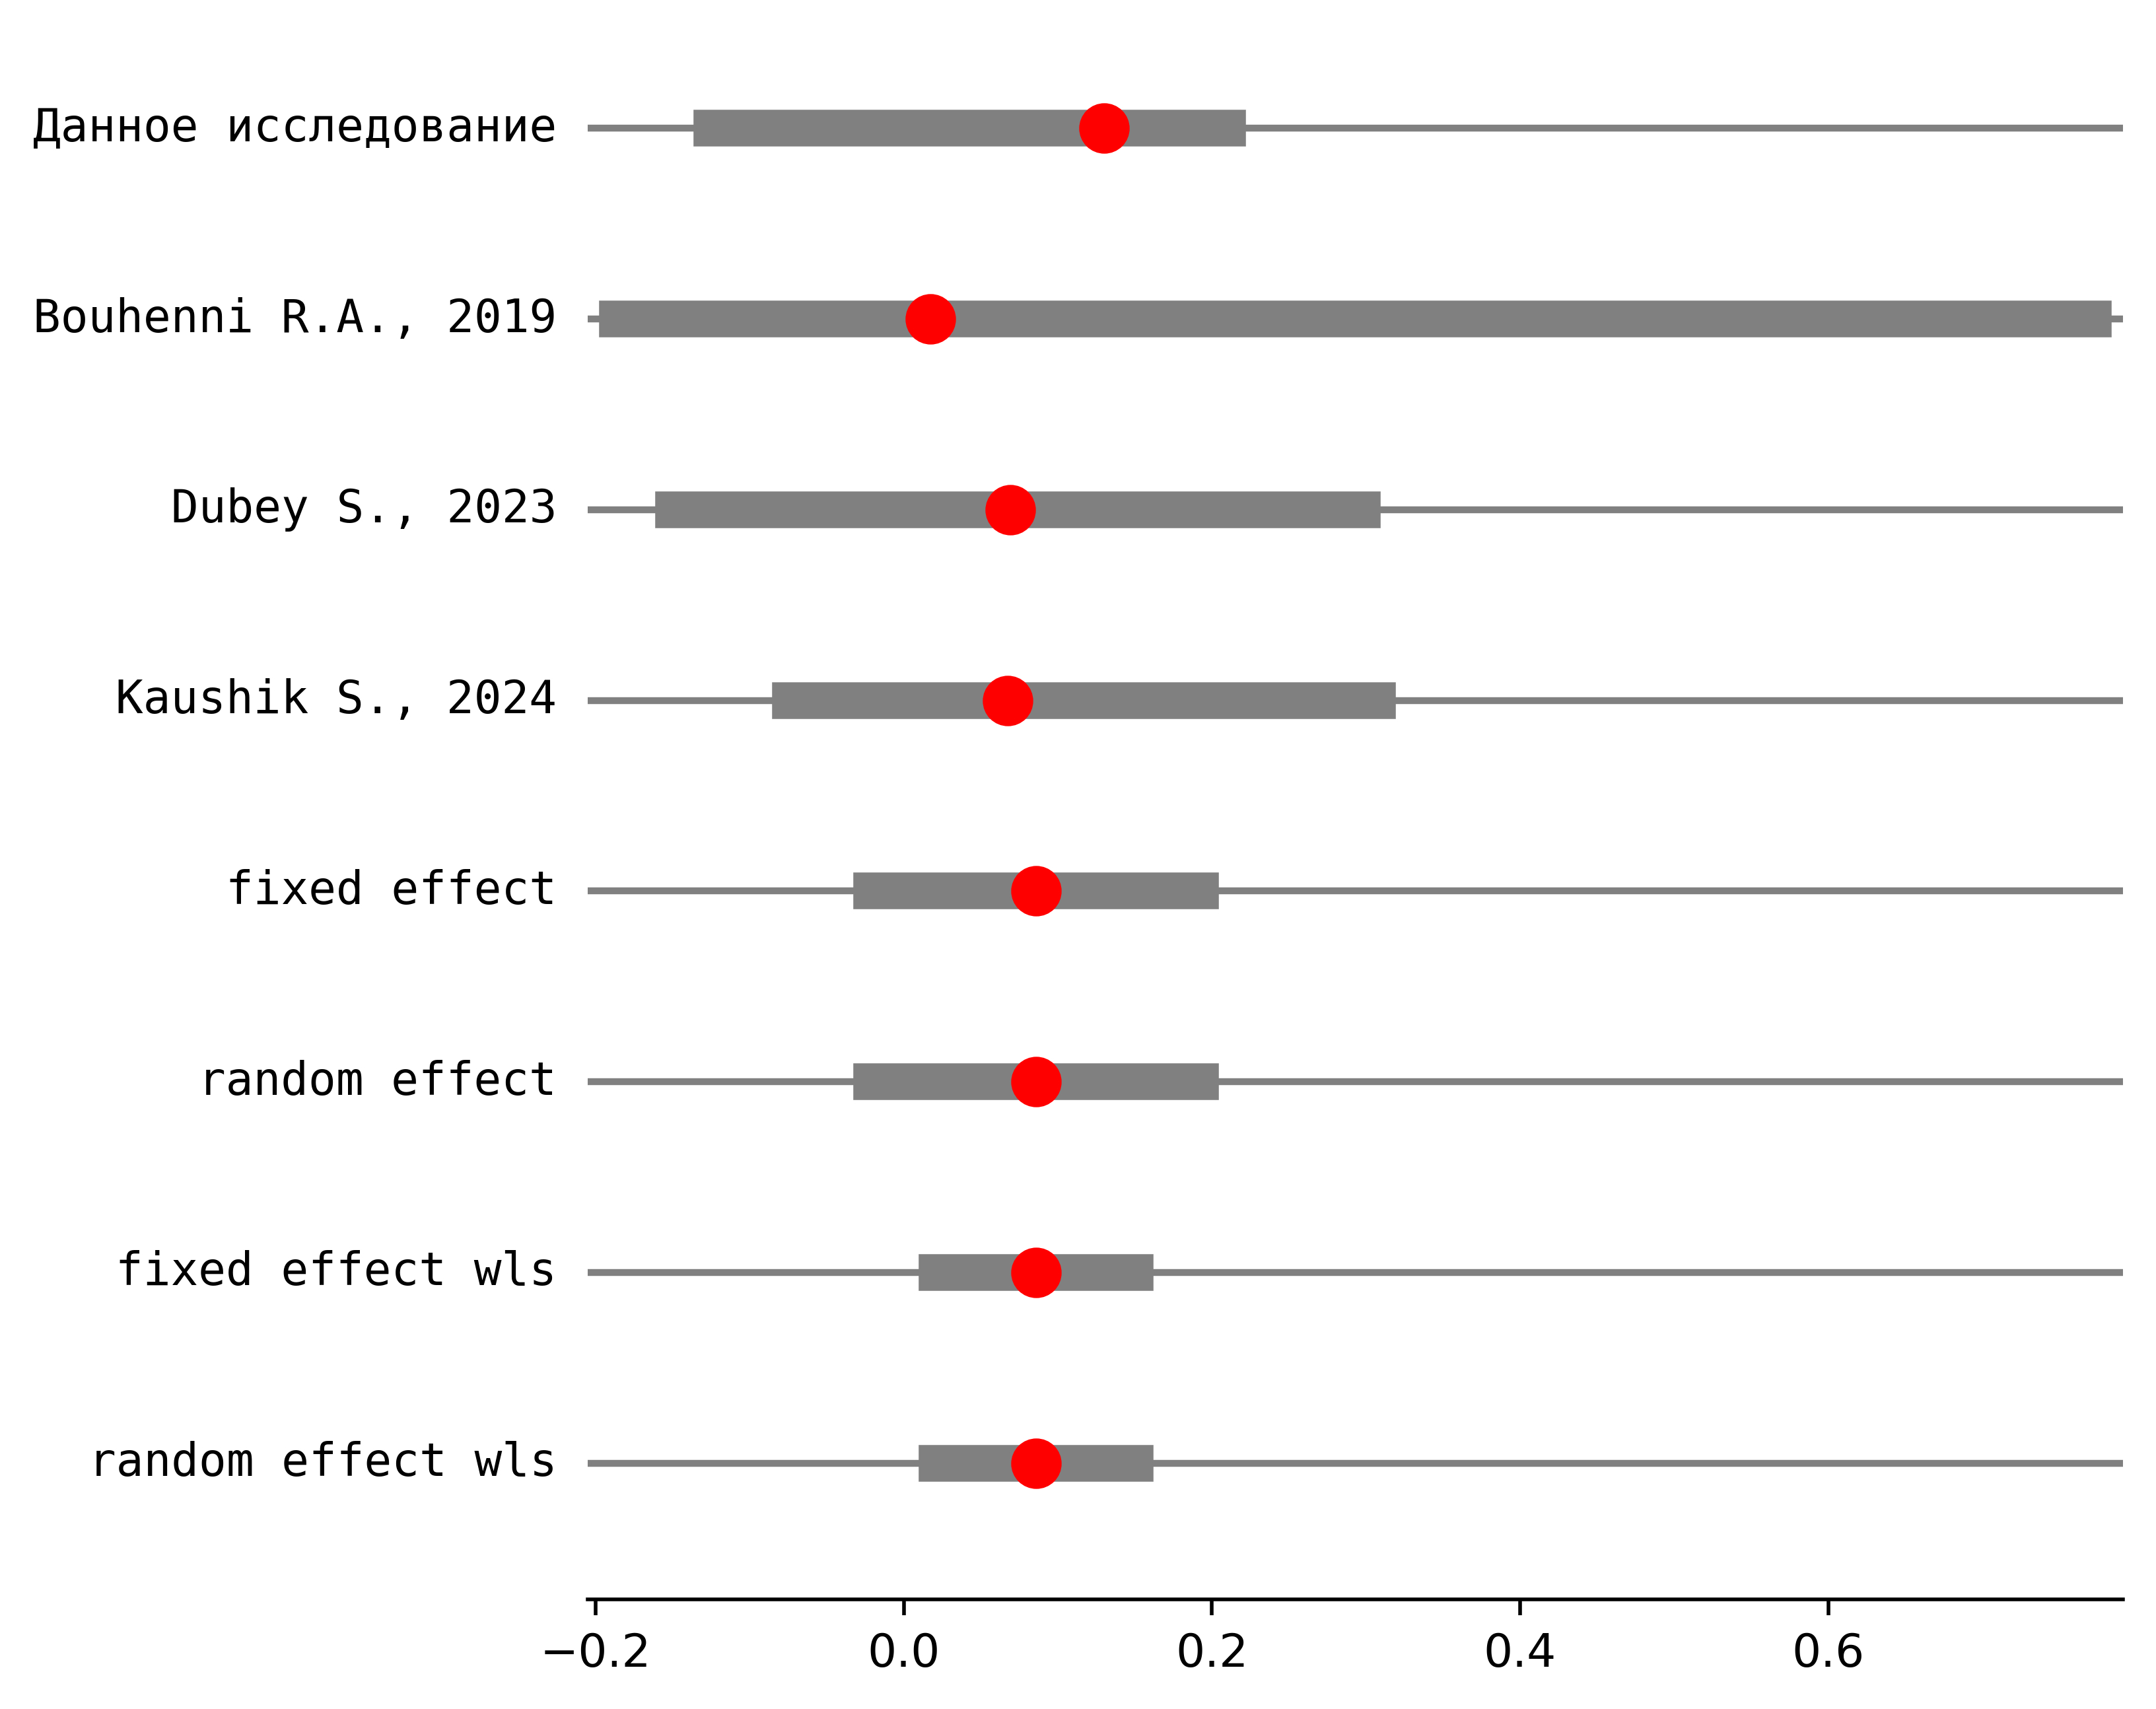 Данное исследование
Bouhenni R.A., 2019
Dubey S., 2023
Kaushik S., 2024
fixed effect
random effect
fixed effect wls
random effect wls
−0.2 0.0 0.2 0.4 0.6